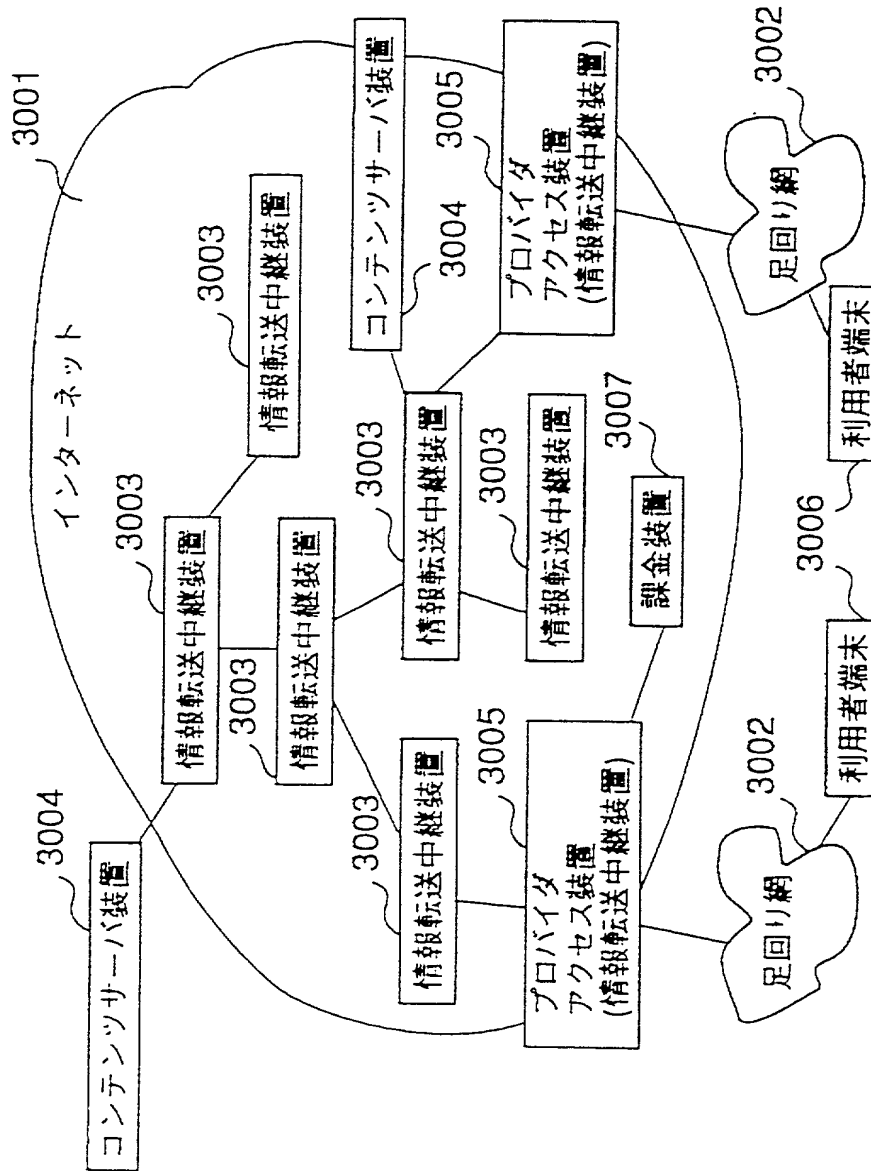 3001
3004
コンテンツサーバ装置
インターネット
3003
情報転送中継装置
3003
情報転送中継装置
3003
情報転送中継装置
3003
情報転送中継装置
3003
情報転送中継装置
コンテンツサーバ装置
3004
3003
情報転送中継装置
3005
プロバイダ
アクセス装置
(情報転送中継装置)
3005
プロバイダ
アクセス装置
(情報転送中継装置)
3007
課金装置
3002
足回り網
3002
足回り網
利用者端末
3006
利用者端末